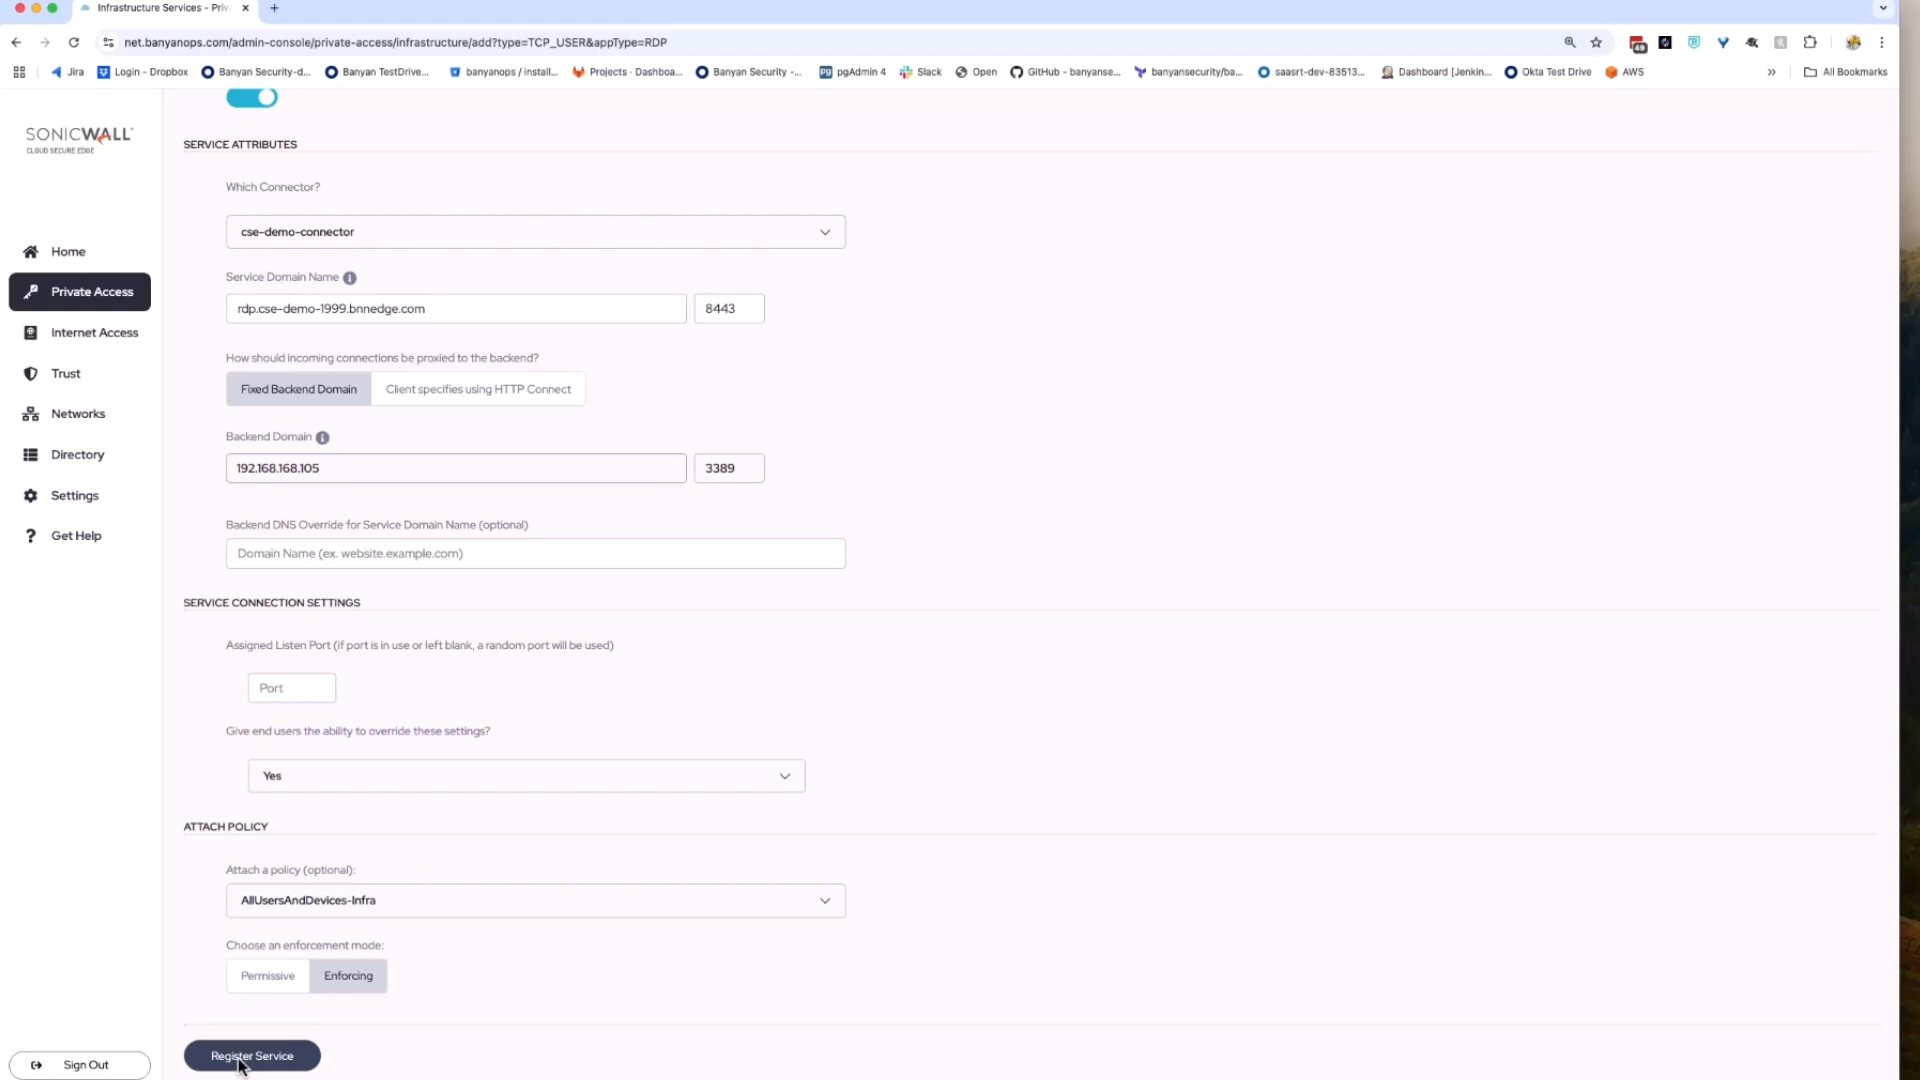 Infrastructure Services - Priv
net.banyanops.com/admin-console/private-access/infrastructure/add?type=TCP_USER&appType=RDP
49
Jira
Login - Dropbox
Banyan Security-d...
Banyan TestDrive...
banyanops / install...
Projects · Dashboa...
Banyan Security -...
pgAdmin 4
Slack
Open
GitHub - banyanse...
banyansecurity/ba...
saasrt-dev-83513...
Dashboard [Jenkin...
Okta Test Drive
AWS
All Bookmarks
SONICWALL
CLOUD SECURE EDGE
Home
Private Access
Internet Access
Trust
Networks
Directory
Settings
Get Help
Sign Out
SERVICE ATTRIBUTES
Which Connector?
cse-demo-connector
Service Domain Name
rdp.cse-demo-1999.bnnedge.com 8443
How should incoming connections be proxied to the backend?
Fixed Backend Domain Client specifies using HTTP Connect
Backend Domain
192.168.168.105 3389
Backend DNS Override for Service Domain Name (optional)
Domain Name (ex. website.example.com)
SERVICE CONNECTION SETTINGS
Assigned Listen Port (if port is in use or left blank, a random port will be used)
Port
Give end users the ability to override these settings?
Yes
ATTACH POLICY
Attach a policy (optional):
AllUsersAndDevices-Infra
Choose an enforcement mode:
Permissive Enforcing
Register Service